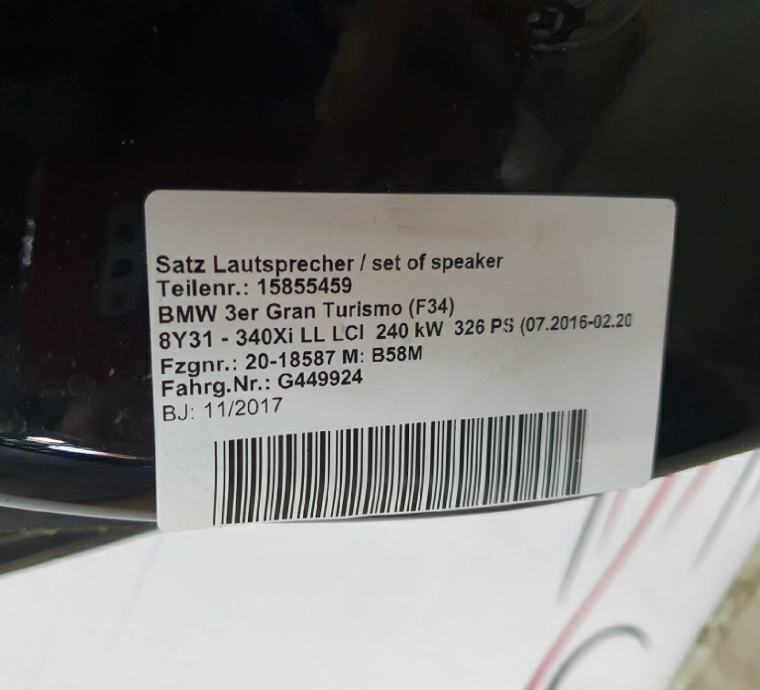 Satz Lautsprecher / set of speaker
Teilenr.: 15855459
BMW 3er Gran Turismo (F34)
8Y31 - 340Xi LL LCI 240 kW 326 PS (07.2016-02.20
Fzgnr.: 20-18587 M: B58M
Fahrg.Nr.: G449924
BJ: 11/2017